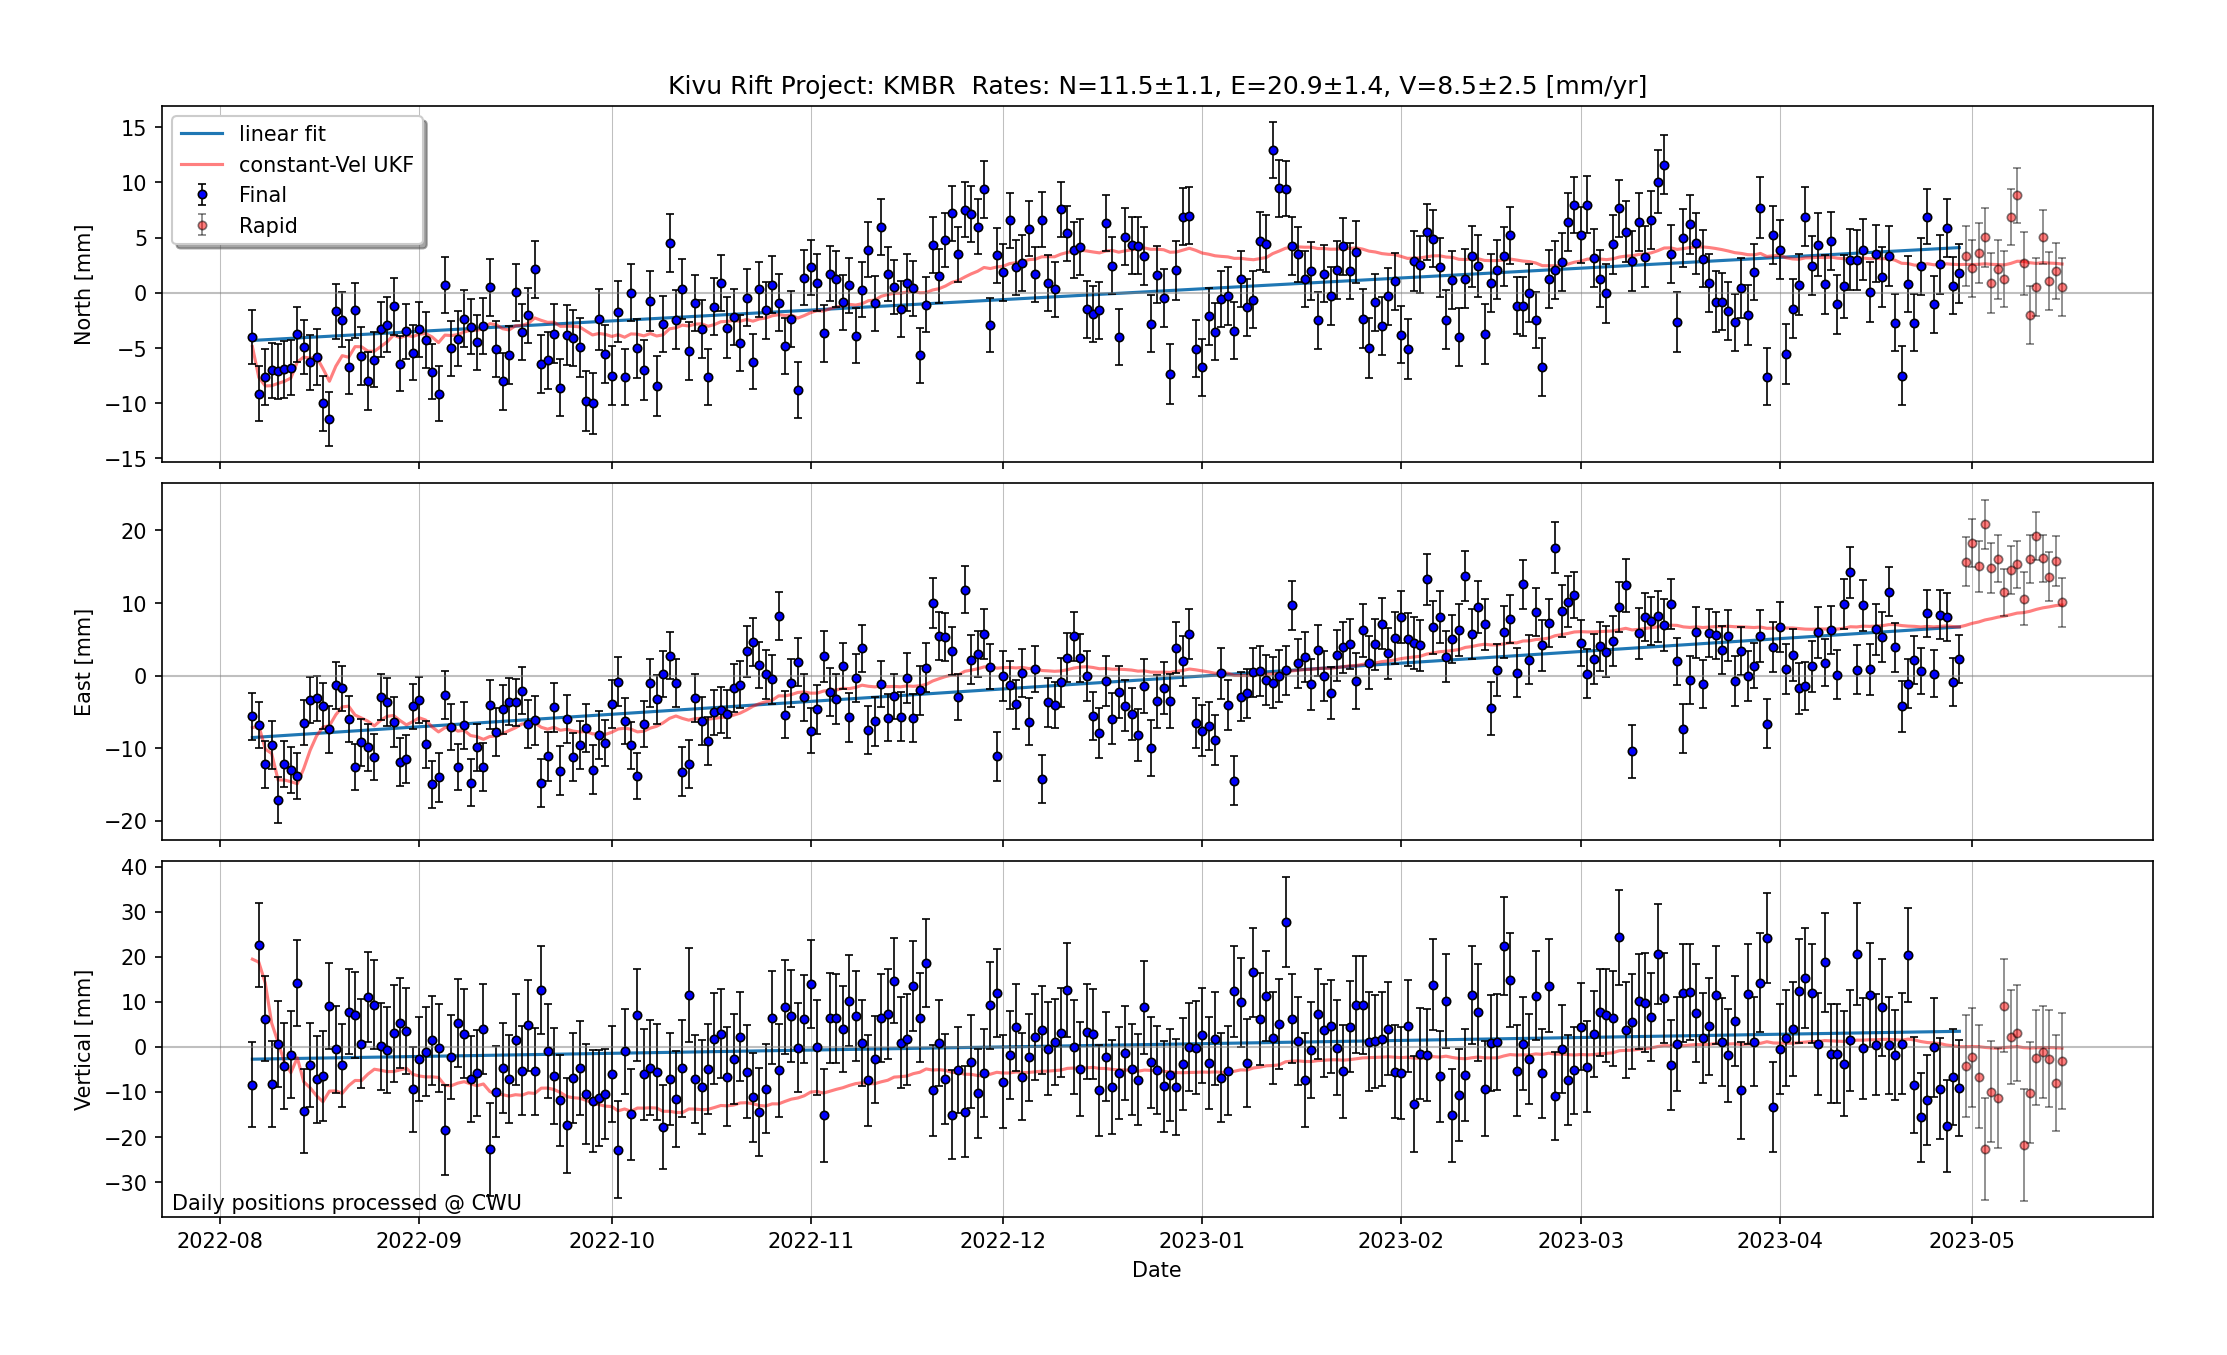 Kivu Rift Project: KMBR  Rates: N=11.5±1.1, E=20.9±1.4, V=8.5±2.5 [mm/yr]
linear fit
constant-Vel UKF
Final
Rapid
North [mm]
15
10
5
0
−5
−10
−15
East [mm]
20
10
0
−10
−20
Vertical [mm]
40
30
20
10
0
−10
−20
−30
Daily positions processed @ CWU
2022-08 2022-09 2022-10 2022-11 2022-12 2023-01 2023-02 2023-03 2023-04 2023-05
Date